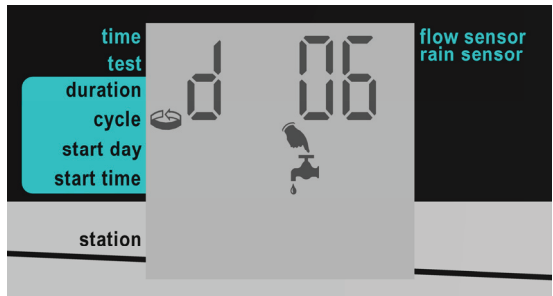 time
test
duration
cycle
start day
start time
station
d 06
flow sensor
rain sensor